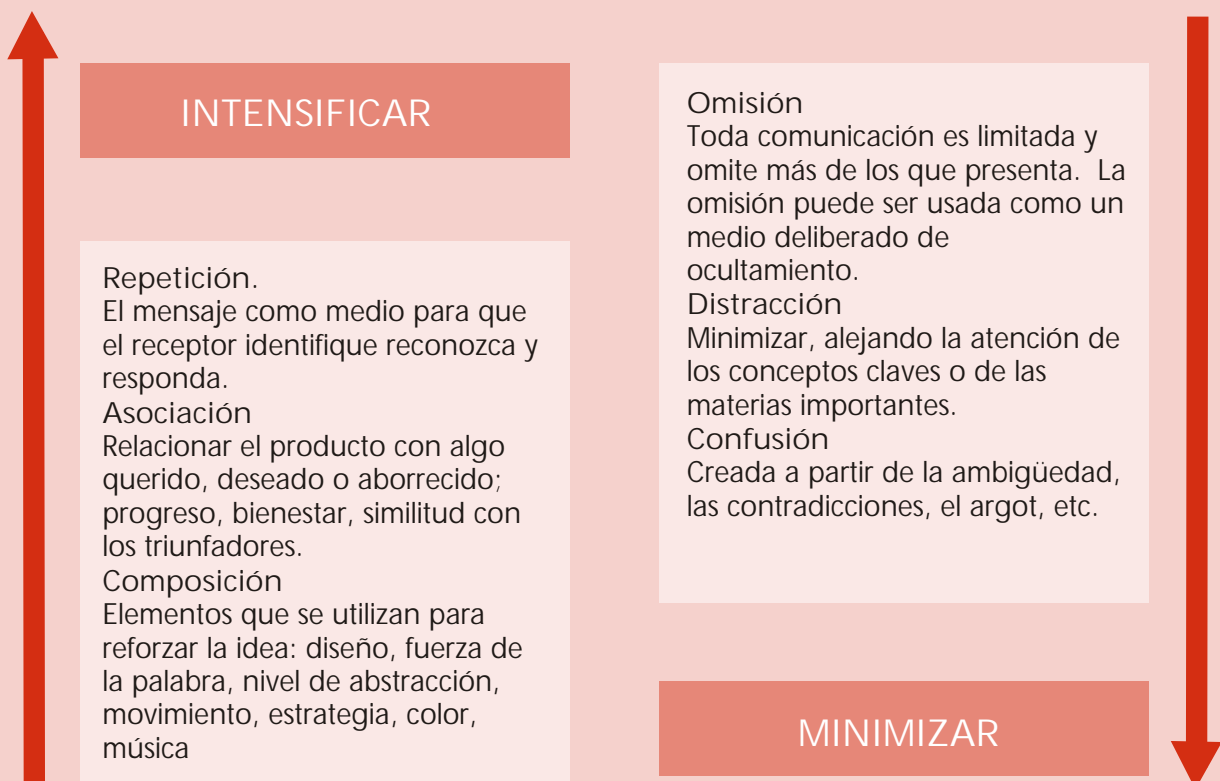 INTENSIFICAR
Repetición.
El mensaje como medio para que
el receptor identifique reconozca y
responda.
Asociación
Relacionar el producto con algo
querido, deseado o aborrecido;
progreso, bienestar, similitud con
los triunfadores.
Composición
Elementos que se utilizan para
reforzar la idea: diseño, fuerza de
la palabra, nivel de abstracción,
movimiento, estrategia, color,
música
Omisión
Toda comunicación es limitada y
omite más de los que presenta.  La
omisión puede ser usada como un
medio deliberado de
ocultamiento.
Distracción
Minimizar, alejando la atención de
los conceptos claves o de las
materias importantes.
Confusión
Creada a partir de la ambigüedad,
las contradicciones, el argot, etc.
MINIMIZAR